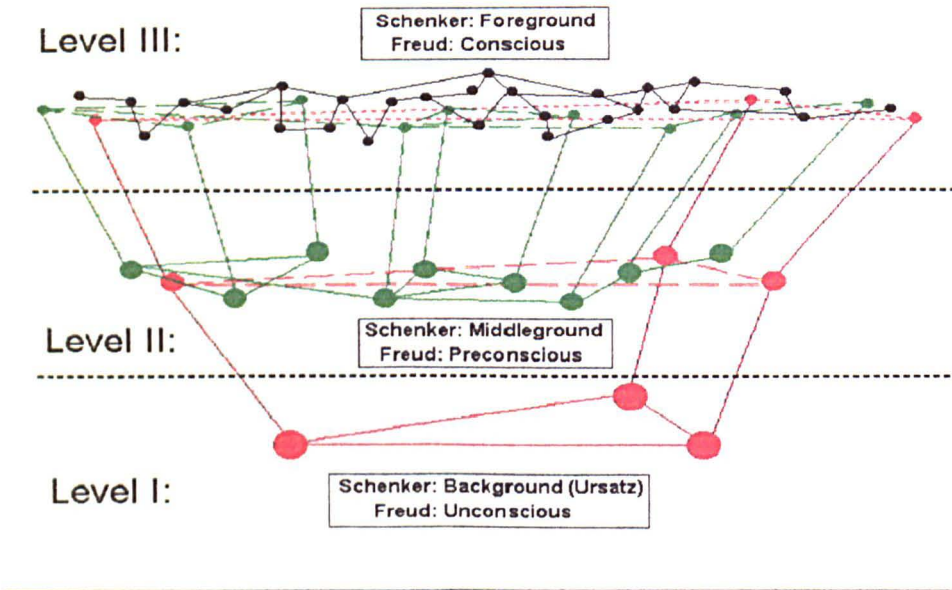 Schenker: Foreground
Freud: Conscious
Level III:
Schenker: Middleground
Freud: Preconscious
Level II:
Level I:
Schenker: Background (Ursatz)
Freud: Unconscious